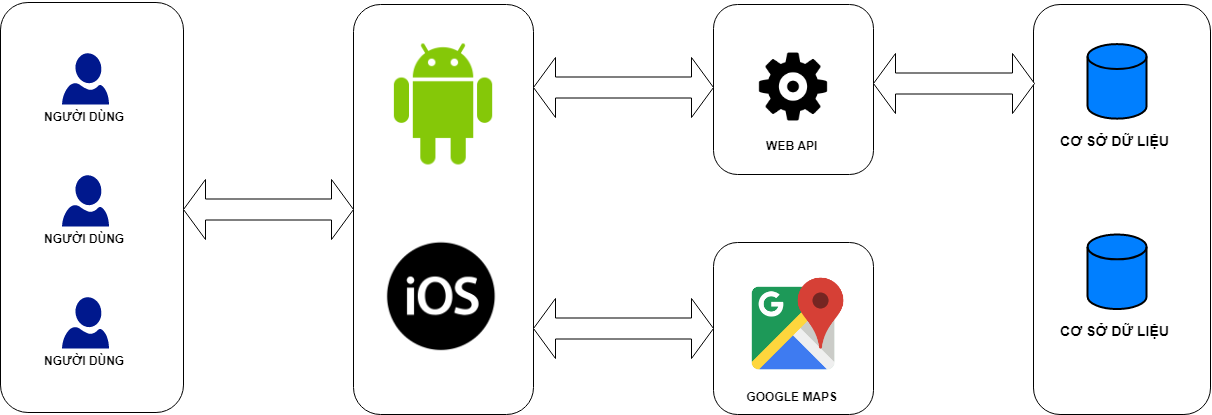 NGƯỜI DÙNG
NGƯỜI DÙNG
NGƯỜI DÙNG
iOS
WEB API
G
GOOGLE MAPS
CƠ SỞ DỮ LIỆU
CƠ SỞ DỮ LIỆU